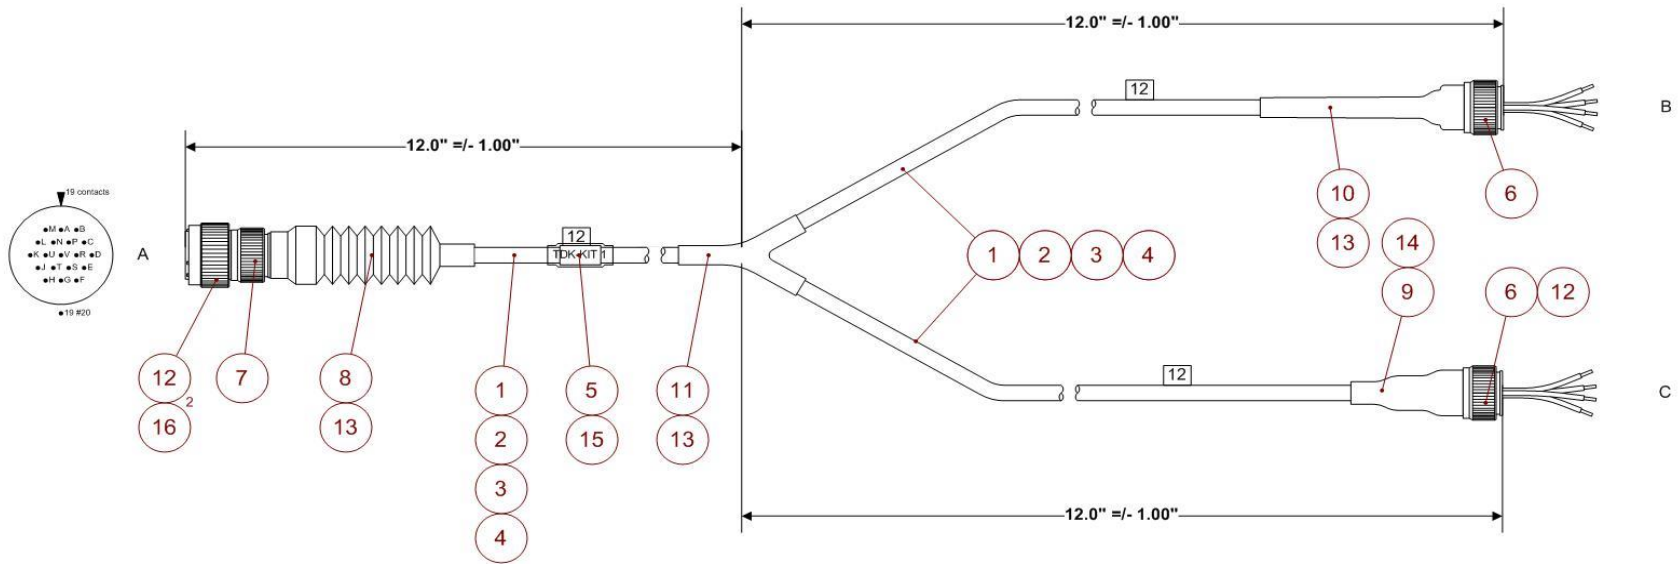 12.0" =/- 1.00"
12
B
12.0" =/- 1.00"
10
6
13
14
19 contacts
M A B
L N P C
K U V R D
J T S E
H G F
19 #20
A
12
TDK-KIT 1
1 2 3 4
9
6 12
12 7 8 1 5 11
16 2 13 2 15 13
3
4
12
C
12.0" =/- 1.00"